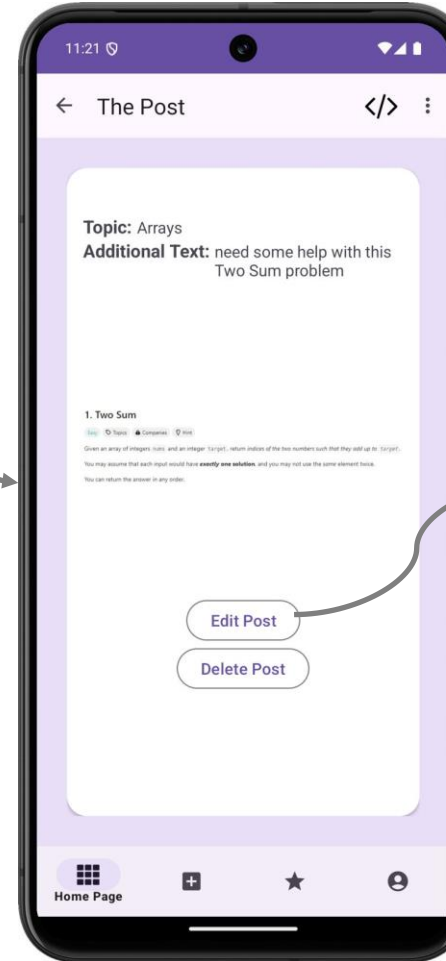 11:21
The Post
</>
Topic: Arrays
Additional Text: need some help with this
Two Sum problem
1. Two Sum
Easy Topics Companies Hint
Given an array of integers nums and an integer target, return indices of the two numbers such that they add up to target.
You may assume that each input would have exactly one solution, and you may not use the same element twice.
You can return the answer in any order.
Edit Post
Delete Post
Home Page